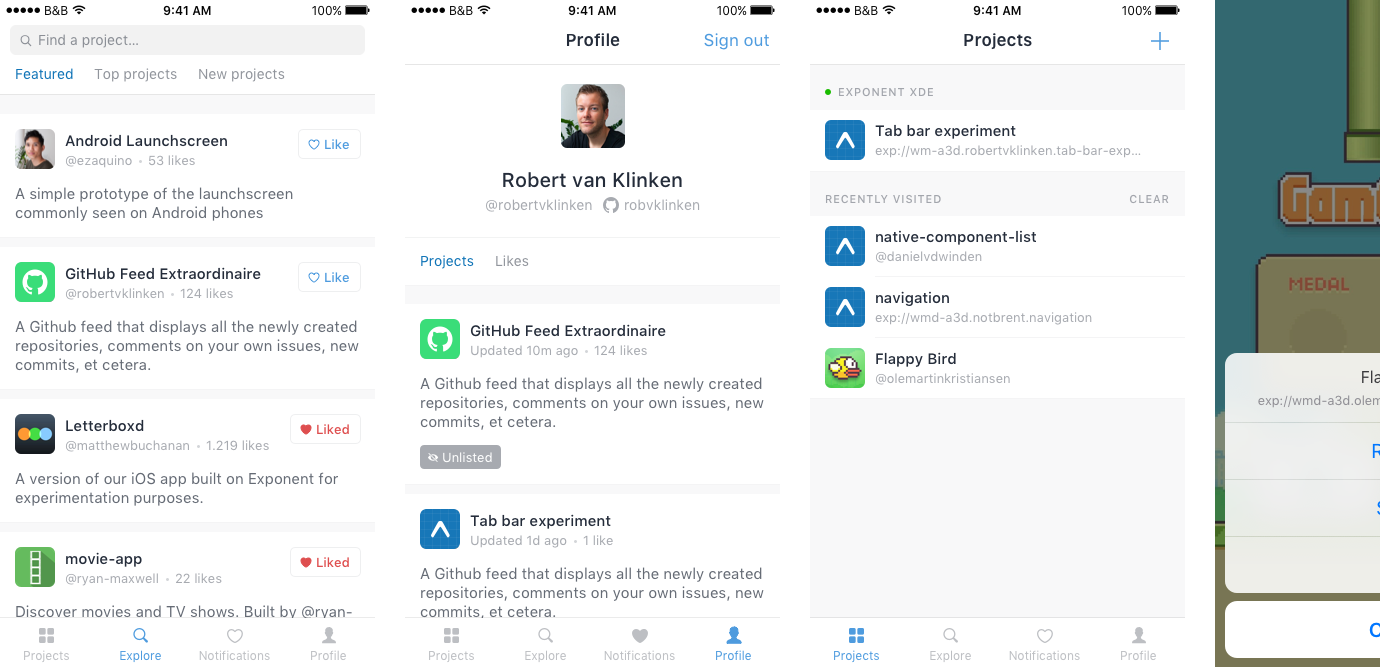 ●●●●● B&B 9:41 AM 100%
Find a project...
Featured Top projects New projects
Android Launchscreen
@ezaquino • 53 likes
Like
A simple prototype of the launchscreen
commonly seen on Android phones
GitHub Feed Extraordinaire
@robertvklinken • 124 likes
Like
A Github feed that displays all the newly created
repositories, comments on your own issues, new
commits, et cetera.
Letterboxd
@matthewbuchanan • 1.219 likes
Liked
A version of our iOS app built on Exponent for
experimentation purposes.
movie-app
@ryan-maxwell • 22 likes
Liked
Discover movies and TV shows. Built by @ryan-
Projects Explore Notifications Profile
●●●●● B&B 9:41 AM 100%
Profile Sign out
Robert van Klinken
@robertvklinken robvklinken
Projects Likes
GitHub Feed Extraordinaire
Updated 10m ago • 124 likes
A Github feed that displays all the newly created
repositories, comments on your own issues, new
commits, et cetera.
Unlisted
Tab bar experiment
Updated 1d ago • 1 like
A Github feed that displays all the newly created
repositories, comments on your own issues, new
commits, et cetera.
Projects Explore Notifications Profile
●●●●● B&B 9:41 AM 100%
Projects
EXPONENT XDE
Tab bar experiment
exp://wm-a3d.robertvklinken.tab-bar-exp...
RECENTLY VISITED CLEAR
native-component-list
@danielvdwinden
navigation
exp://wmd-a3d.notbrent.navigation
Flappy Bird
@olemartinkristiansen
Projects Explore Notifications Profile
MEDAL
Fla
exp://wmd-a3d.olem